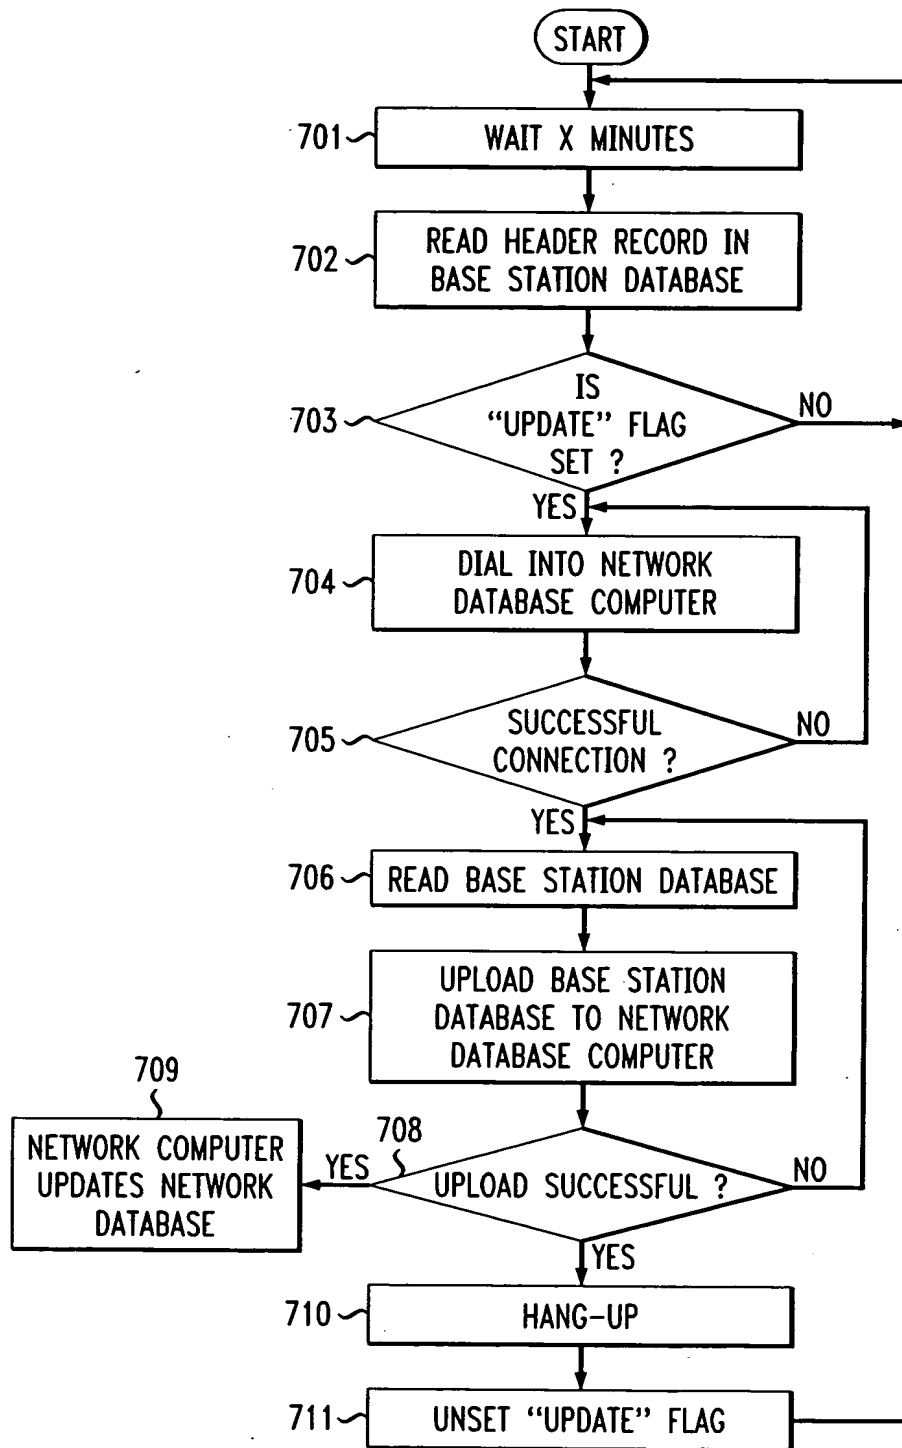 START
701
WAIT X MINUTES
702
READ HEADER RECORD IN
BASE STATION DATABASE
703
IS
“UPDATE” FLAG
SET ?
NO
YES
704
DIAL INTO NETWORK
DATABASE COMPUTER
705
SUCCESSFUL
CONNECTION ?
NO
YES
706
READ BASE STATION DATABASE
707
UPLOAD BASE STATION
DATABASE TO NETWORK
DATABASE COMPUTER
709
NETWORK COMPUTER
UPDATES NETWORK
DATABASE
YES
708
UPLOAD SUCCESSFUL ?
NO
YES
710
HANG-UP
711
UNSET “UPDATE” FLAG